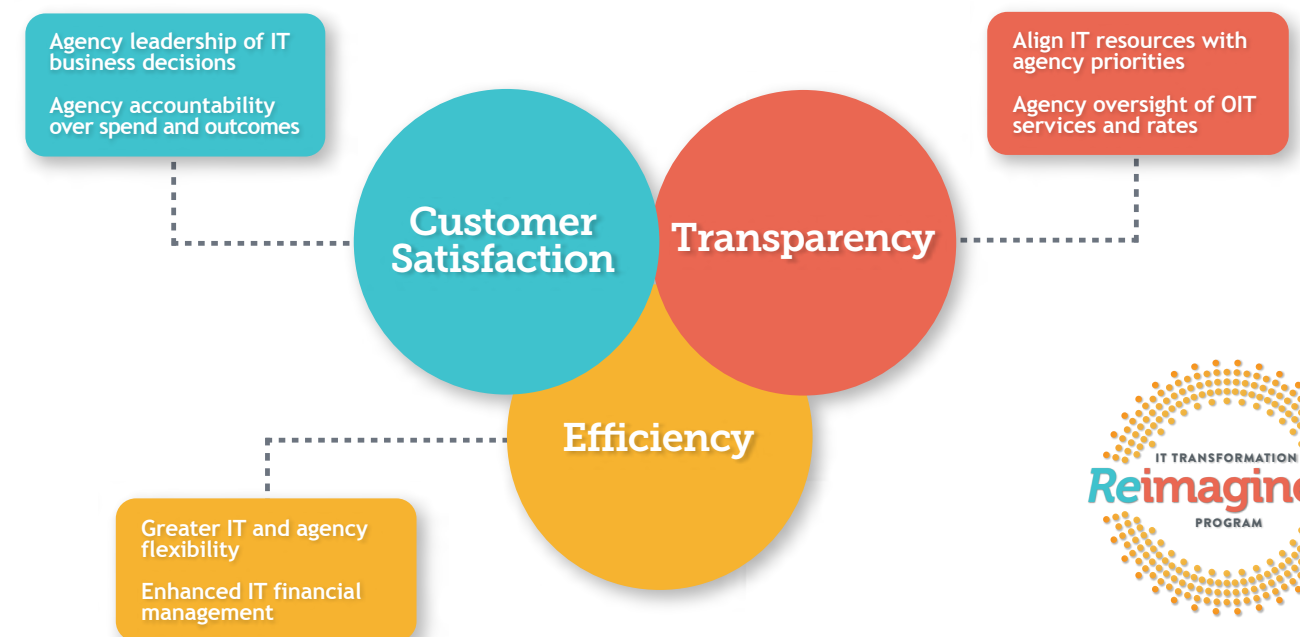 Agency leadership of IT
business decisions
Agency accountability
over spend and outcomes
Align IT resources with
agency priorities
Agency oversight of OIT
services and rates
Customer
Satisfaction
Transparency
Efficiency
Greater IT and agency
flexibility
Enhanced IT financial
management
IT TRANSFORMATION
Reimagine
PROGRAM